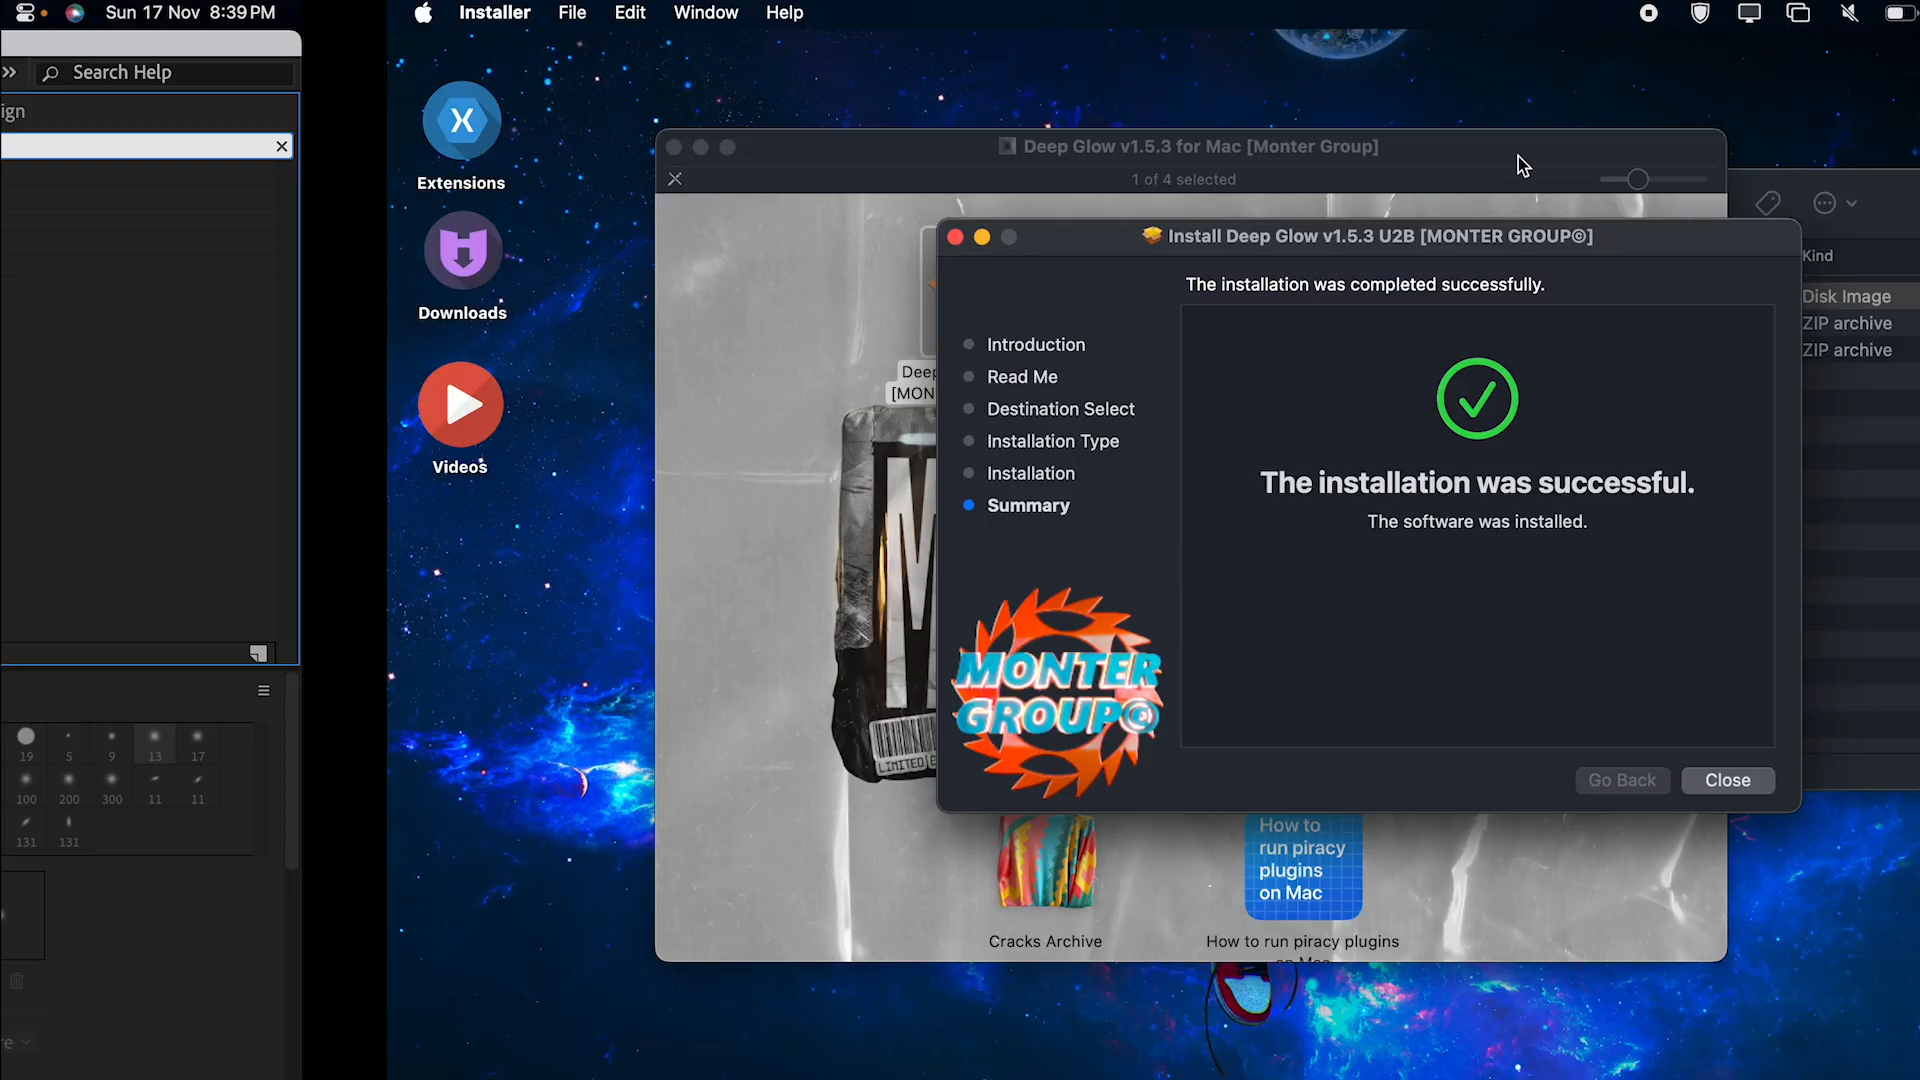 Sun 17 Nov 8:39 PM
Installer File Edit Window Help
Search Help
ign
19 5 9 13 17
100 200 300 11 11
131 131
Extensions
Downloads
Videos
Deep Glow v1.5.3 for Mac [Monter Group]
1 of 4 selected
Kind
Disk Image
ZIP archive
ZIP archive
Deep
[MON
M
LIMITED E
Install Deep Glow v1.5.3 U2B [MONTER GROUP©]
The installation was completed successfully.
Introduction
Read Me
Destination Select
Installation Type
Installation
Summary
The installation was successful.
The software was installed.
MONTER
GROUP©
Go Back Close
How to
run piracy
plugins
on Mac
Cracks Archive
How to run piracy plugins
on Mac